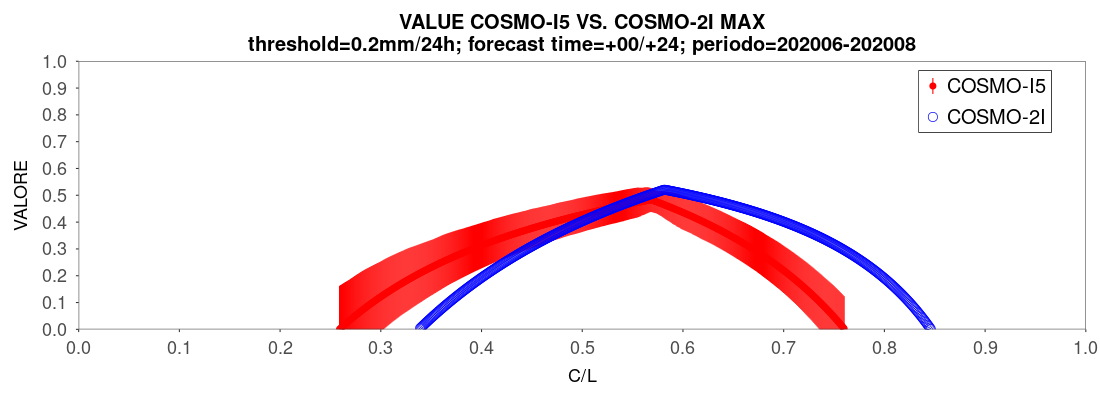 VALUE COSMO-I5 VS. COSMO-2I MAX
threshold=0.2mm/24h; forecast time=+00/+24; periodo=202006-202008
1.0
0.9
0.8
0.7
0.6
0.5
0.4
0.3
0.2
0.1
0.0
VALORE
COSMO-I5
COSMO-2I
0.0 0.1 0.2 0.3 0.4 0.5 0.6 0.7 0.8 0.9 1.0
C/L